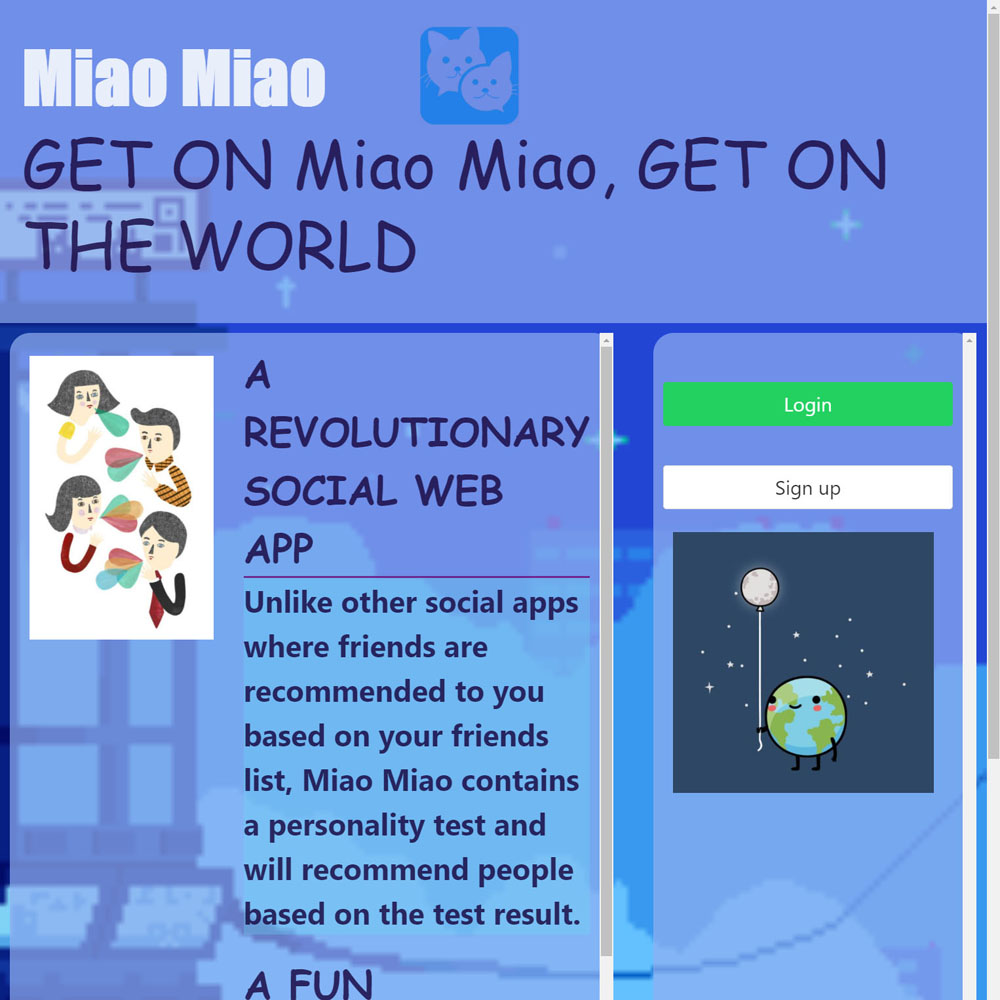 Miao Miao
GET ON Miao Miao, GET ON
THE WORLD
A
REVOLUTIONARY
SOCIAL WEB
APP
Unlike other social apps
where friends are
recommended to you
based on your friends
list, Miao Miao contains
a personality test and
will recommend people
based on the test result.
A FUN
Login
Sign up